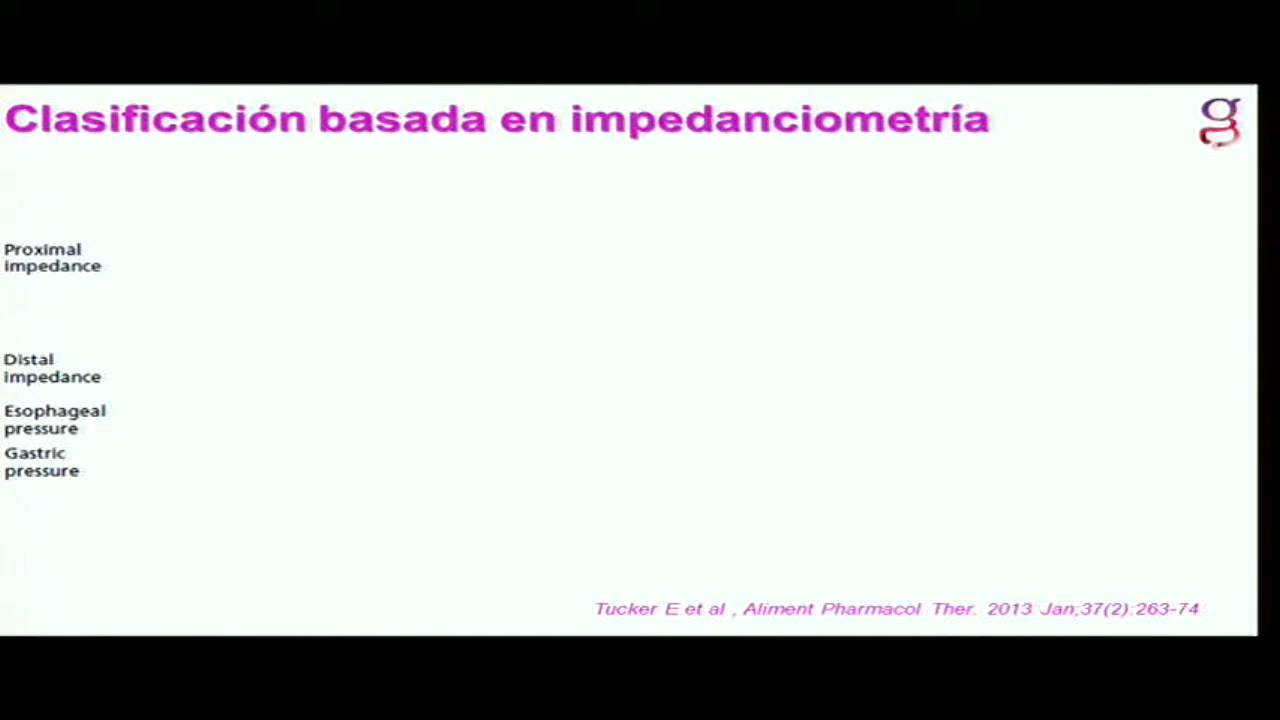 Clasificación basada en impedanciometría
Proximal
impedance
Distal
impedance
Esophageal
pressure
Gastric
pressure
Tucker E et al , Aliment Pharmacol Ther. 2013 Jan;37(2):263-74